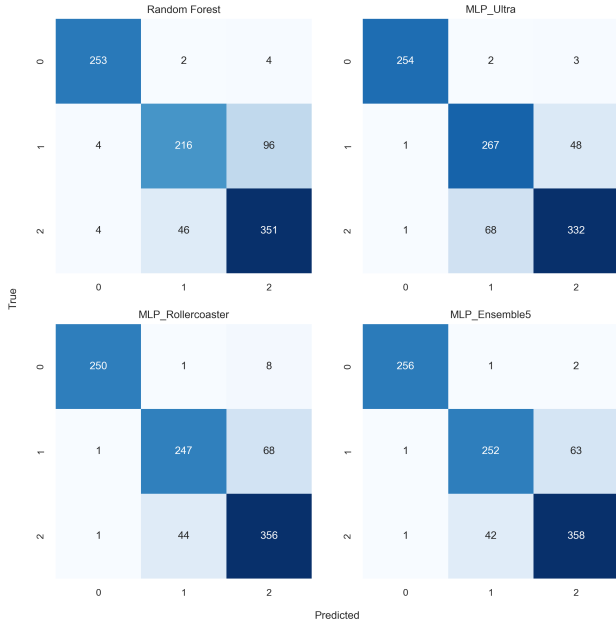 Random Forest
MLP_Ultra
0 253 2 4
0 254 2 3
1 4 216 96
1 1 267 48
2 4 46 351
2 1 68 332
0 1 2
0 1 2
True
MLP_Rollercoaster
MLP_Ensemble5
0 250 1 8
0 256 1 2
1 1 247 68
1 1 252 63
2 1 44 356
2 1 42 358
0 1 2
0 1 2
Predicted